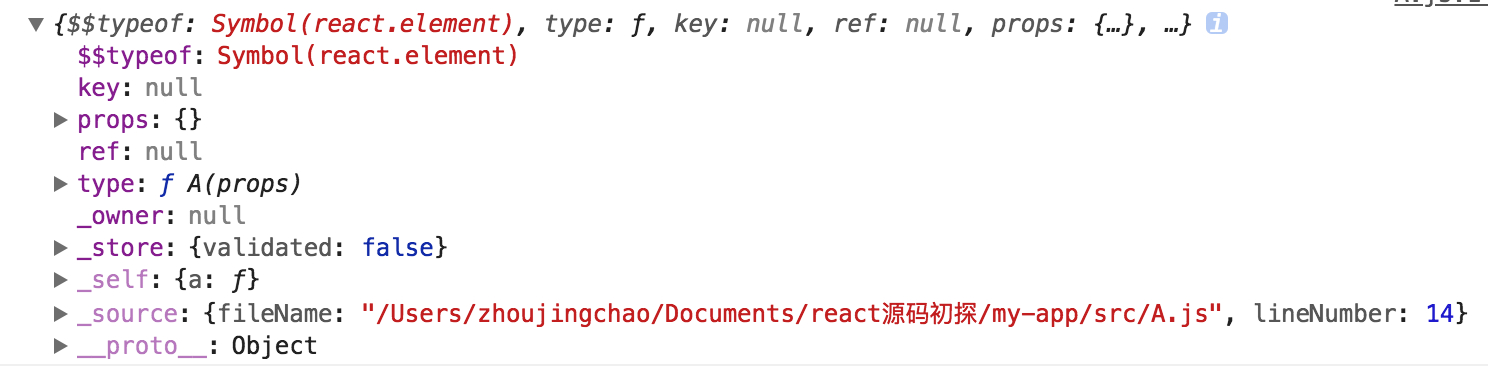 ▼ {$$typeof: Symbol(react.element), type: ƒ, key: null, ref: null, props: {…}, …} i
$$typeof: Symbol(react.element)
key: null
▶ props: {}
ref: null
▶ type: ƒ A(props)
_owner: null
▶ _store: {validated: false}
▶ _self: {a: ƒ}
▶ _source: {fileName: "/Users/zhoujingchao/Documents/react源码初探/my-app/src/A.js", lineNumber: 14}
▶ __proto__: Object